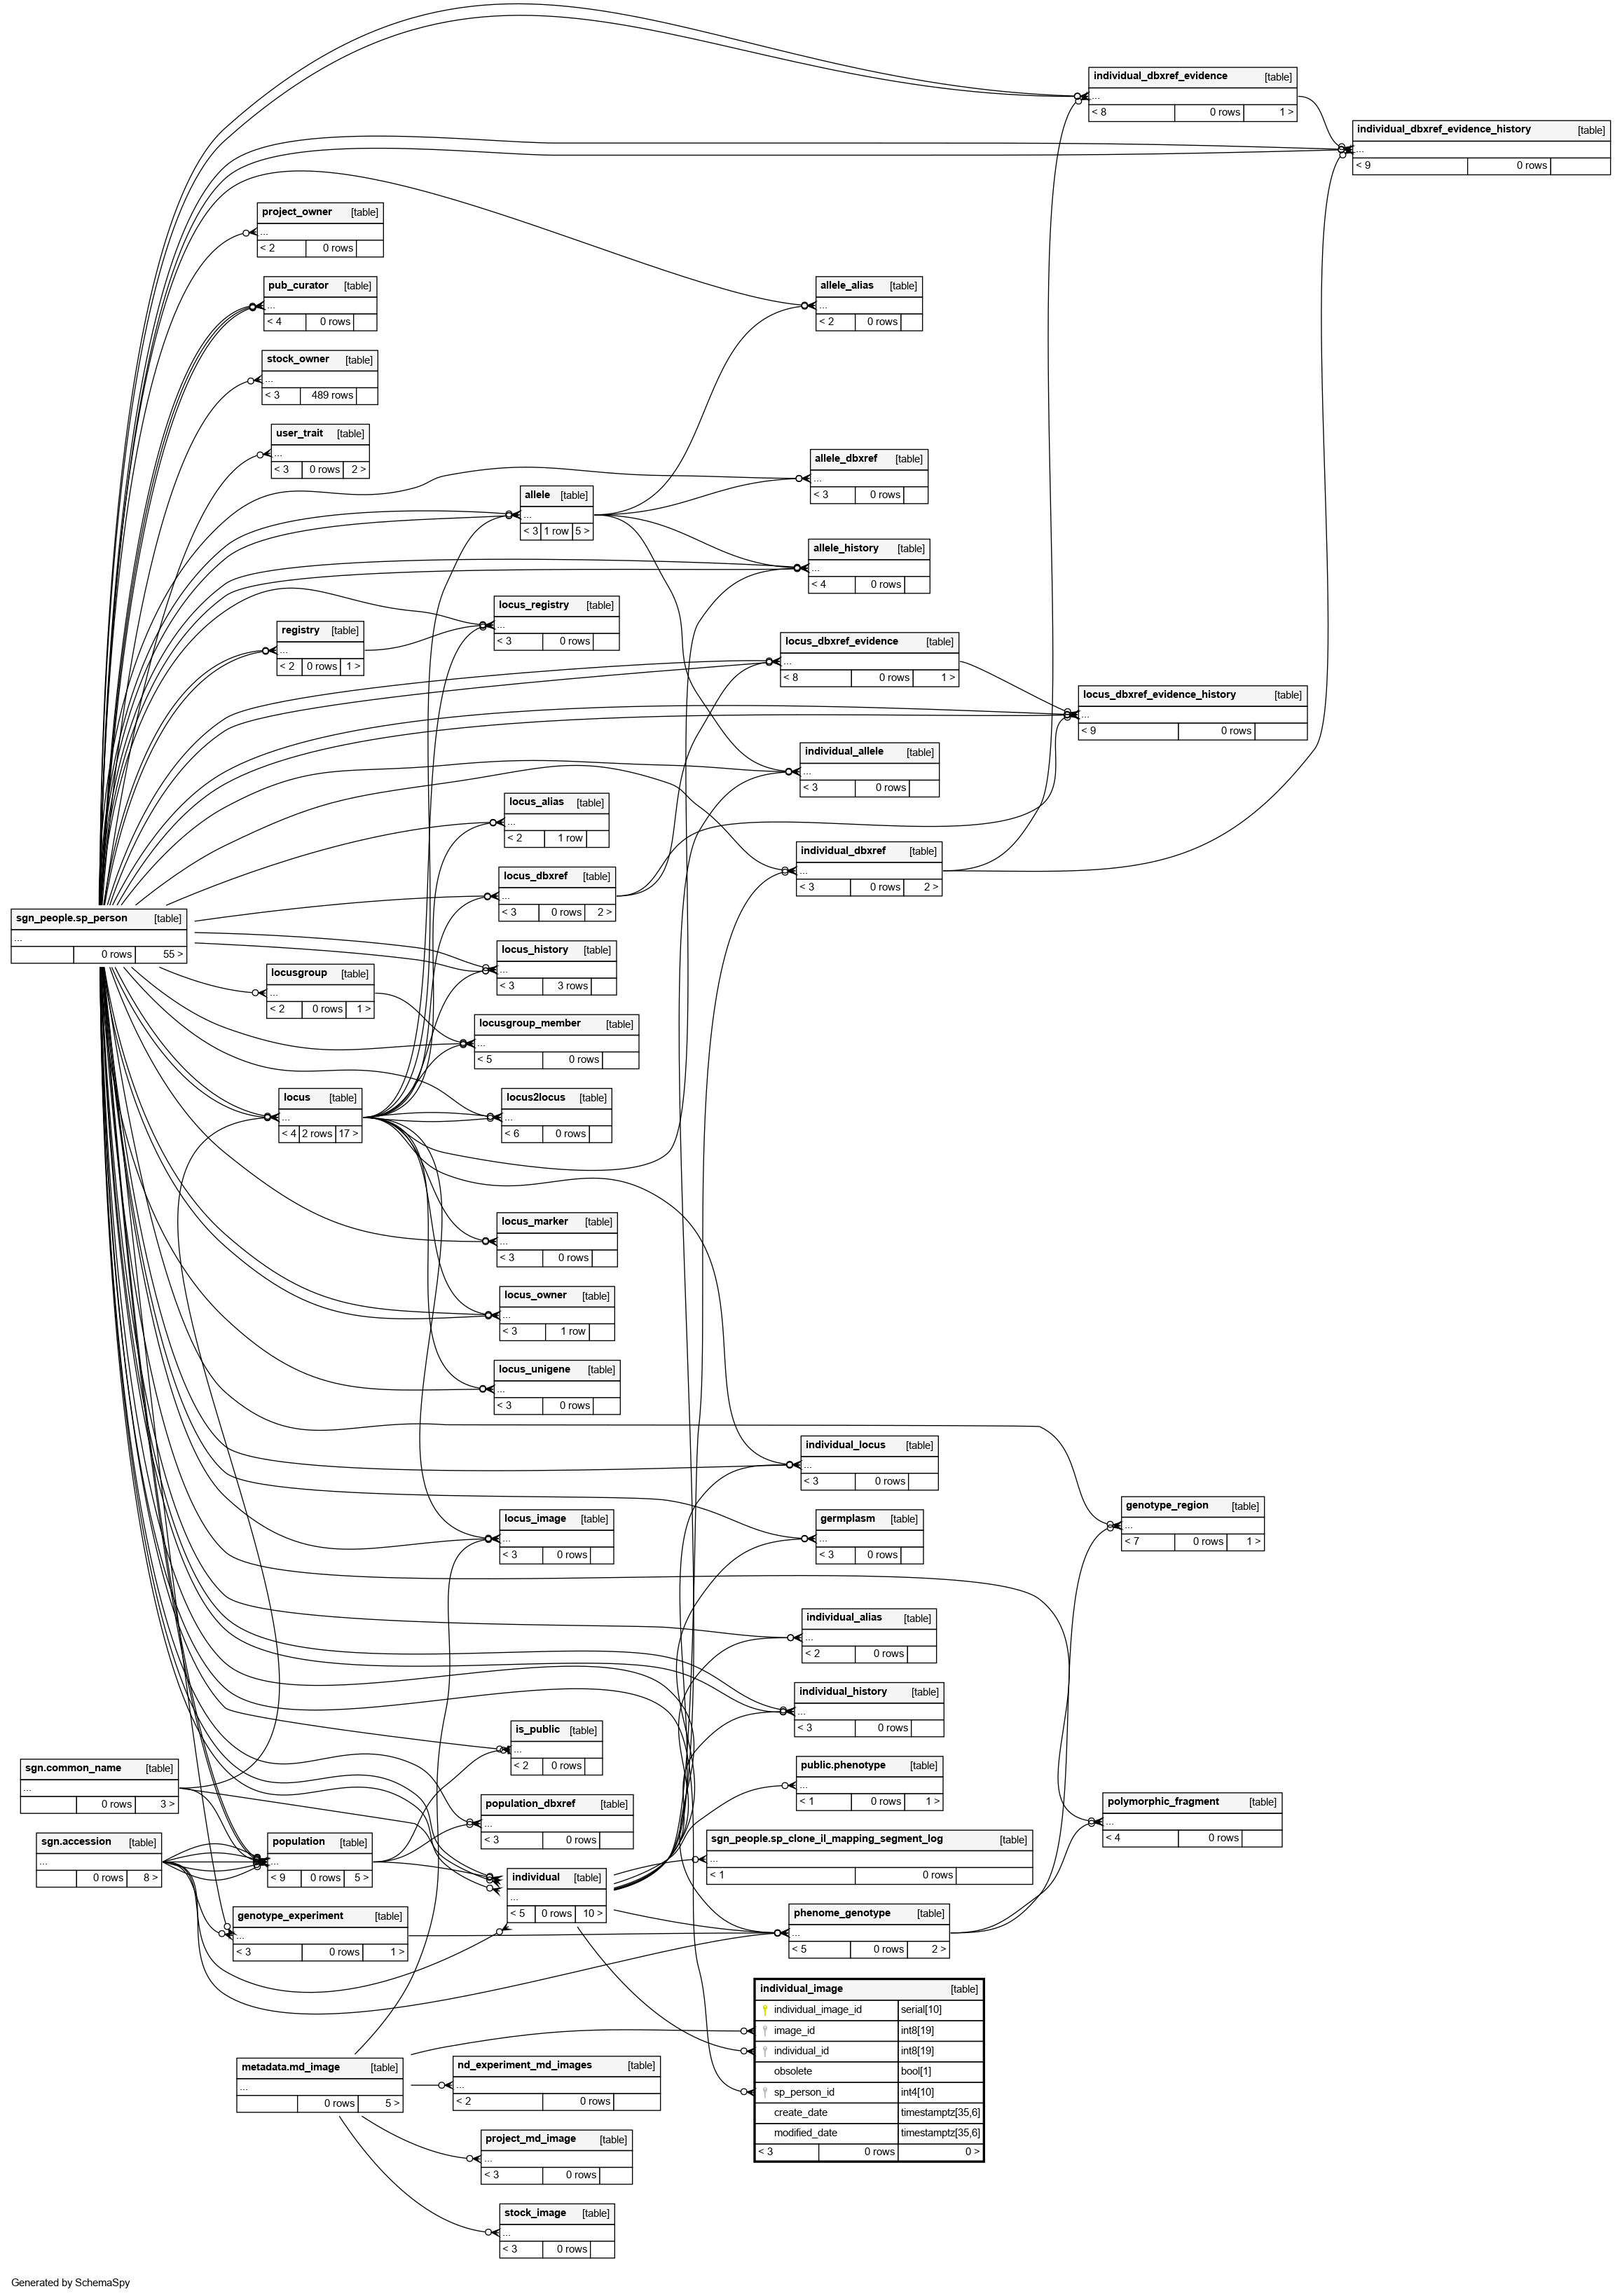 individual_dbxref_evidence [table]
...
< 8 0 rows 1 >
individual_dbxref_evidence_history [table]
...
< 9 0 rows
project_owner [table]
...
< 2 0 rows
pub_curator [table]
...
< 4 0 rows
allele_alias [table]
...
< 2 0 rows
stock_owner [table]
...
< 3 489 rows
user_trait [table]
...
< 3 0 rows 2 >
allele_dbxref [table]
...
< 3 0 rows
allele [table]
...
< 3 1 row 5 >
allele_history [table]
...
< 4 0 rows
locus_registry [table]
...
< 3 0 rows
registry [table]
...
< 2 0 rows 1 >
locus_dbxref_evidence [table]
...
< 8 0 rows 1 >
locus_dbxref_evidence_history [table]
...
< 9 0 rows
individual_allele [table]
...
< 3 0 rows
locus_alias [table]
...
< 2 1 row
individual_dbxref [table]
...
< 3 0 rows 2 >
locus_dbxref [table]
...
< 3 0 rows 2 >
sgn_people.sp_person [table]
...
0 rows 55 >
locus_history [table]
...
< 3 3 rows
locusgroup [table]
...
< 2 0 rows 1 >
locusgroup_member [table]
...
< 5 0 rows
locus [table]
...
< 4 2 rows 17 >
locus2locus [table]
...
< 6 0 rows
locus_marker [table]
...
< 3 0 rows
locus_owner [table]
...
< 3 1 row
locus_unigene [table]
...
< 3 0 rows
individual_locus [table]
...
< 3 0 rows
genotype_region [table]
...
< 7 0 rows 1 >
locus_image [table]
...
< 3 0 rows
germplasm [table]
...
< 3 0 rows
individual_alias [table]
...
< 2 0 rows
individual_history [table]
...
< 3 0 rows
is_public [table]
...
< 2 0 rows
sgn.common_name [table]
...
0 rows 3 >
public.phenotype [table]
...
< 1 0 rows 1 >
population_dbxref [table]
...
< 3 0 rows
polymorphic_fragment [table]
...
< 4 0 rows
sgn.accession [table]
...
0 rows 8 >
population [table]
...
< 9 0 rows 5 >
sgn_people.sp_clone_il_mapping_segment_log [table]
...
< 1 0 rows
individual [table]
...
< 5 0 rows 10 >
genotype_experiment [table]
...
< 3 0 rows 1 >
phenome_genotype [table]
...
< 5 0 rows 2 >
individual_image [table]
individual_image_id serial[10]
image_id int8[19]
individual_id int8[19]
obsolete bool[1]
sp_person_id int4[10]
create_date timestamptz[35,6]
modified_date timestamptz[35,6]
< 3 0 rows 0 >
metadata.md_image [table]
...
0 rows 5 >
nd_experiment_md_images [table]
...
< 2 0 rows
project_md_image [table]
...
< 3 0 rows
stock_image [table]
...
< 3 0 rows
Generated by SchemaSpy